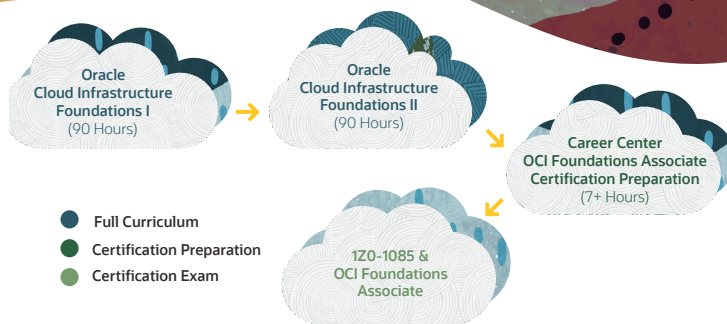 Oracle
Cloud Infrastructure
Foundations I
(90 Hours)
Oracle
Cloud Infrastructure
Foundations II
(90 Hours)
Career Center
OCI Foundations Associate
Certification Preparation
(7+ Hours)
1Z0-1085 &
OCI Foundations
Associate
Full Curriculum
Certification Preparation
Certification Exam